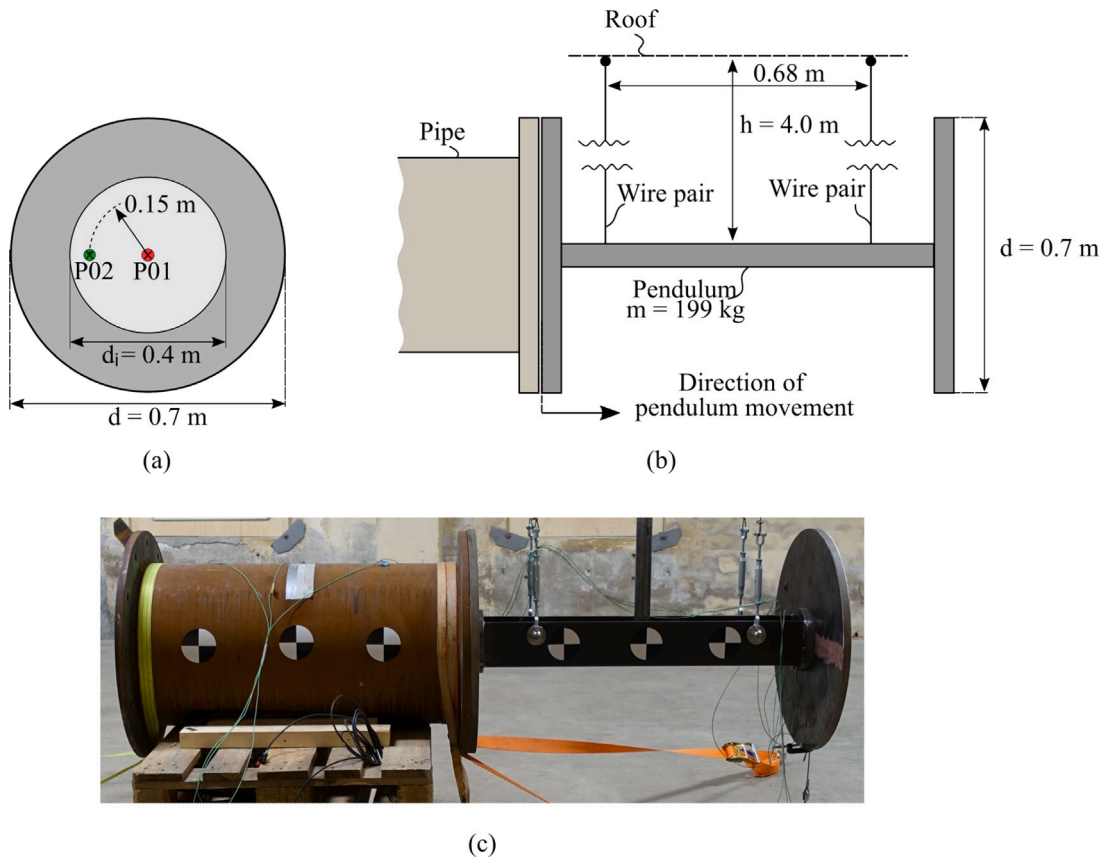 0.15 m
P02
P01
dᵢ= 0.4 m
d = 0.7 m
(a)
Roof
0.68 m
h = 4.0 m
Pipe
Wire pair
Wire pair
d = 0.7 m
Pendulum
m = 199 kg
Direction of
pendulum movement
(b)
(c)